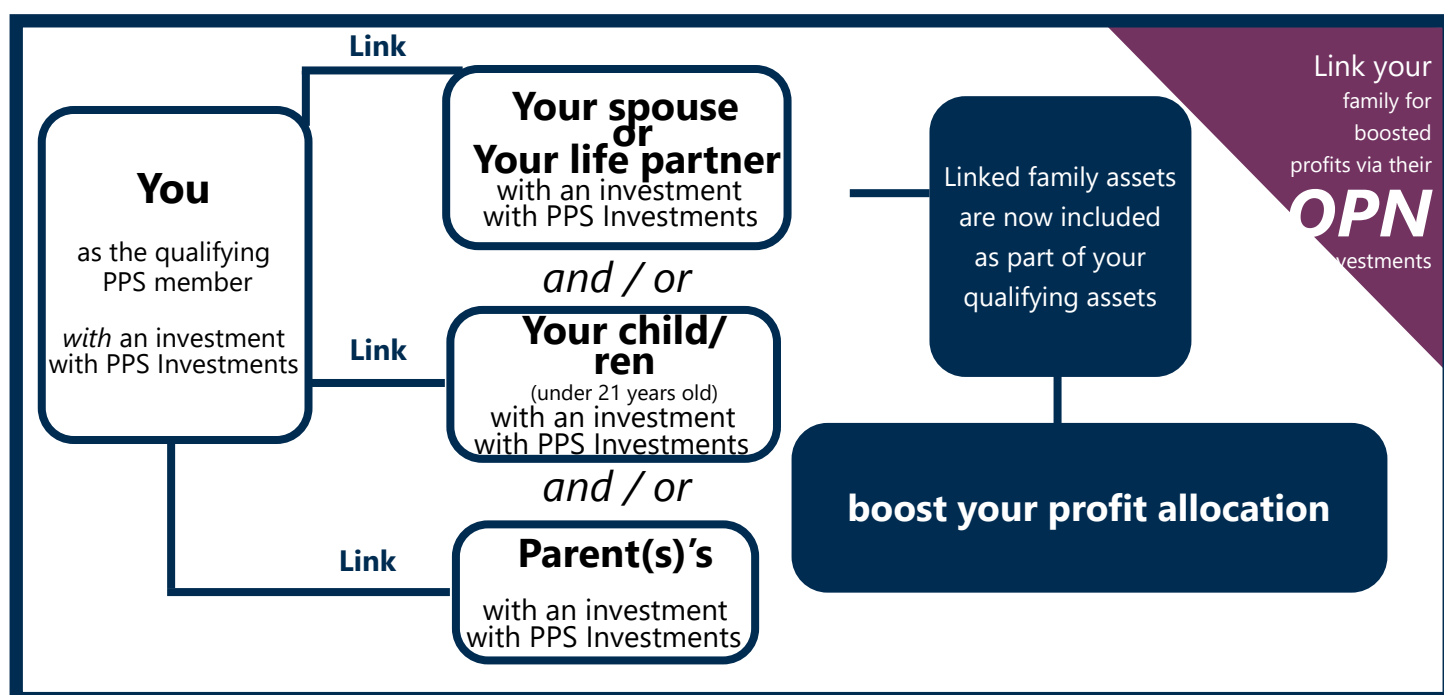 Link
You
as the qualifying
PPS member
with an investment
with PPS Investments
Your spouse
or
Your life partner
with an investment
with PPS Investments
and / or
Link
Your child/
ren
(under 21 years old)
with an investment
with PPS Investments
and / or
Link
Parent(s)'s
with an investment
with PPS Investments
Linked family assets
are now included
as part of your
qualifying assets
boost your profit allocation
Link your
family for
boosted
profits via their
OPN
vestments